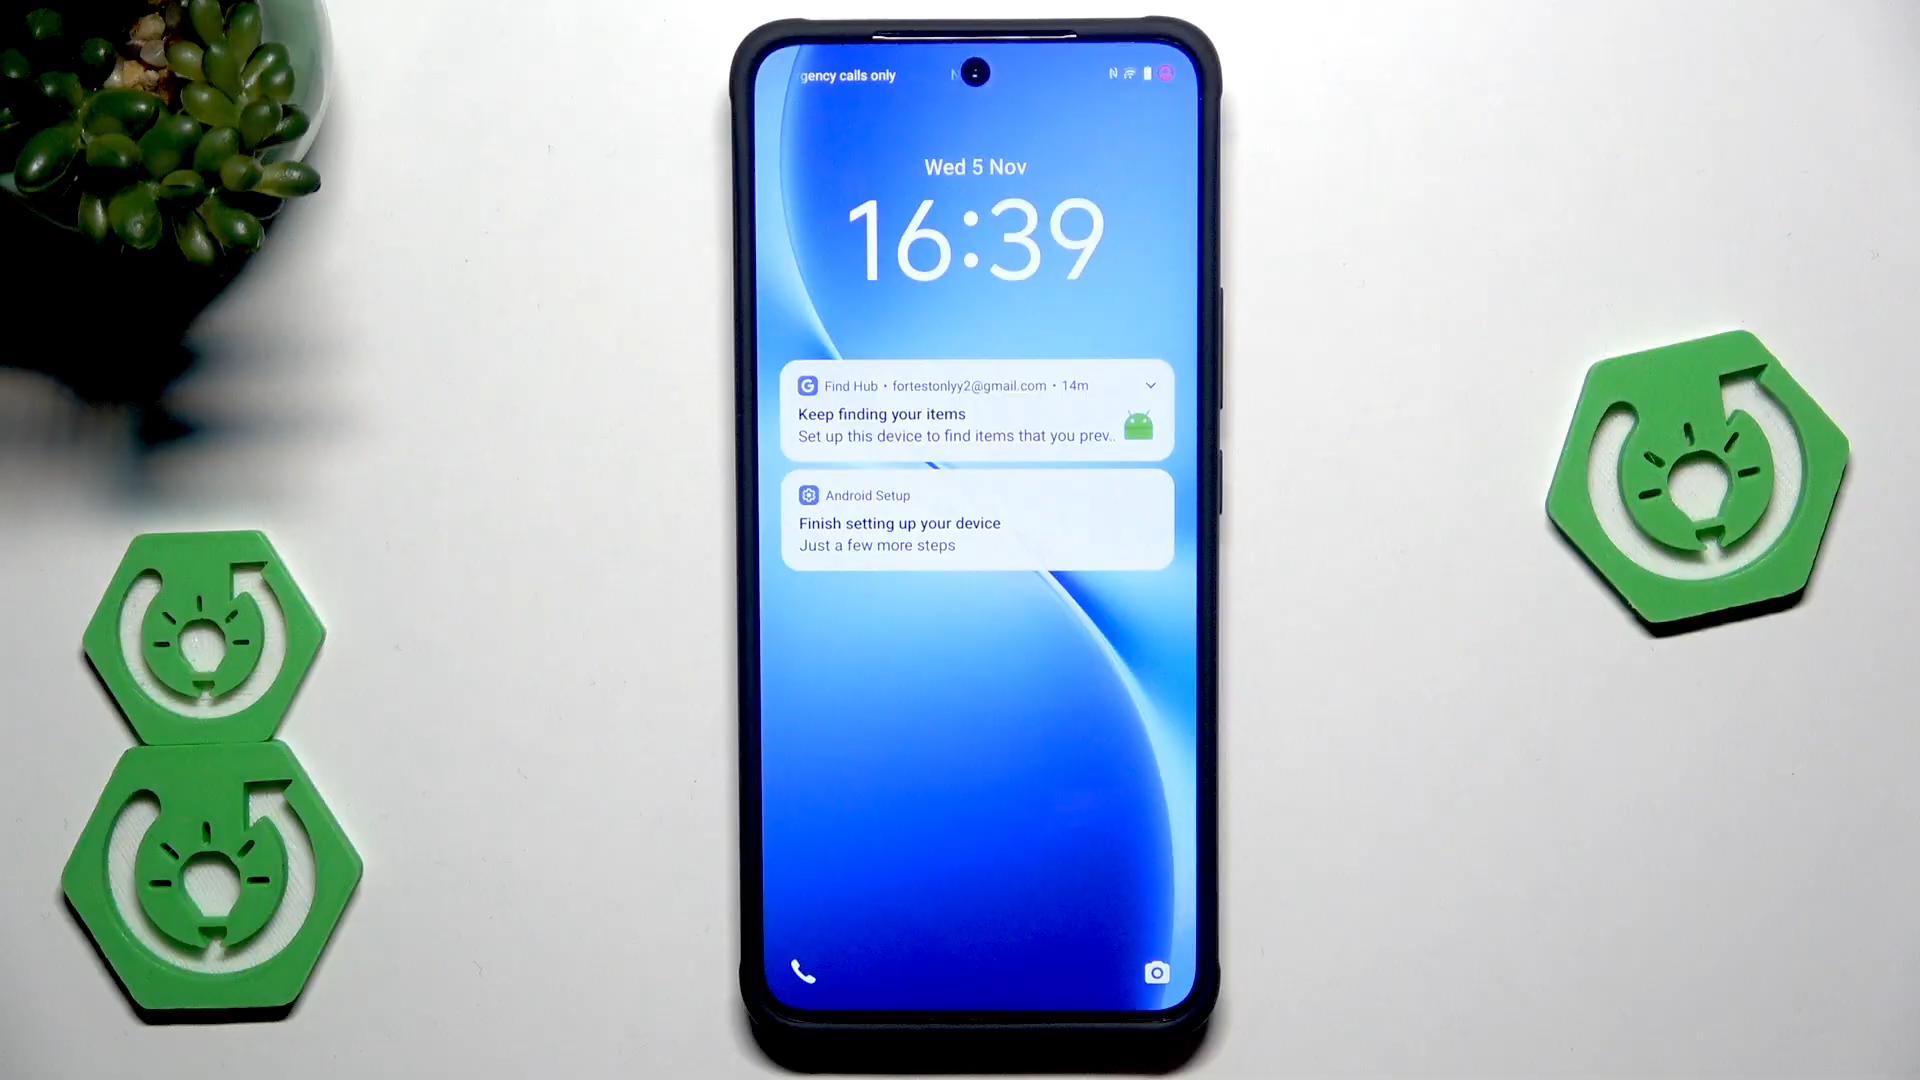 gency calls only N
Wed 5 Nov
16:39
Find Hub • fortestonlyy2@gmail.com • 14m
Keep finding your items
Set up this device to find items that you prev..
Android Setup
Finish setting up your device
Just a few more steps